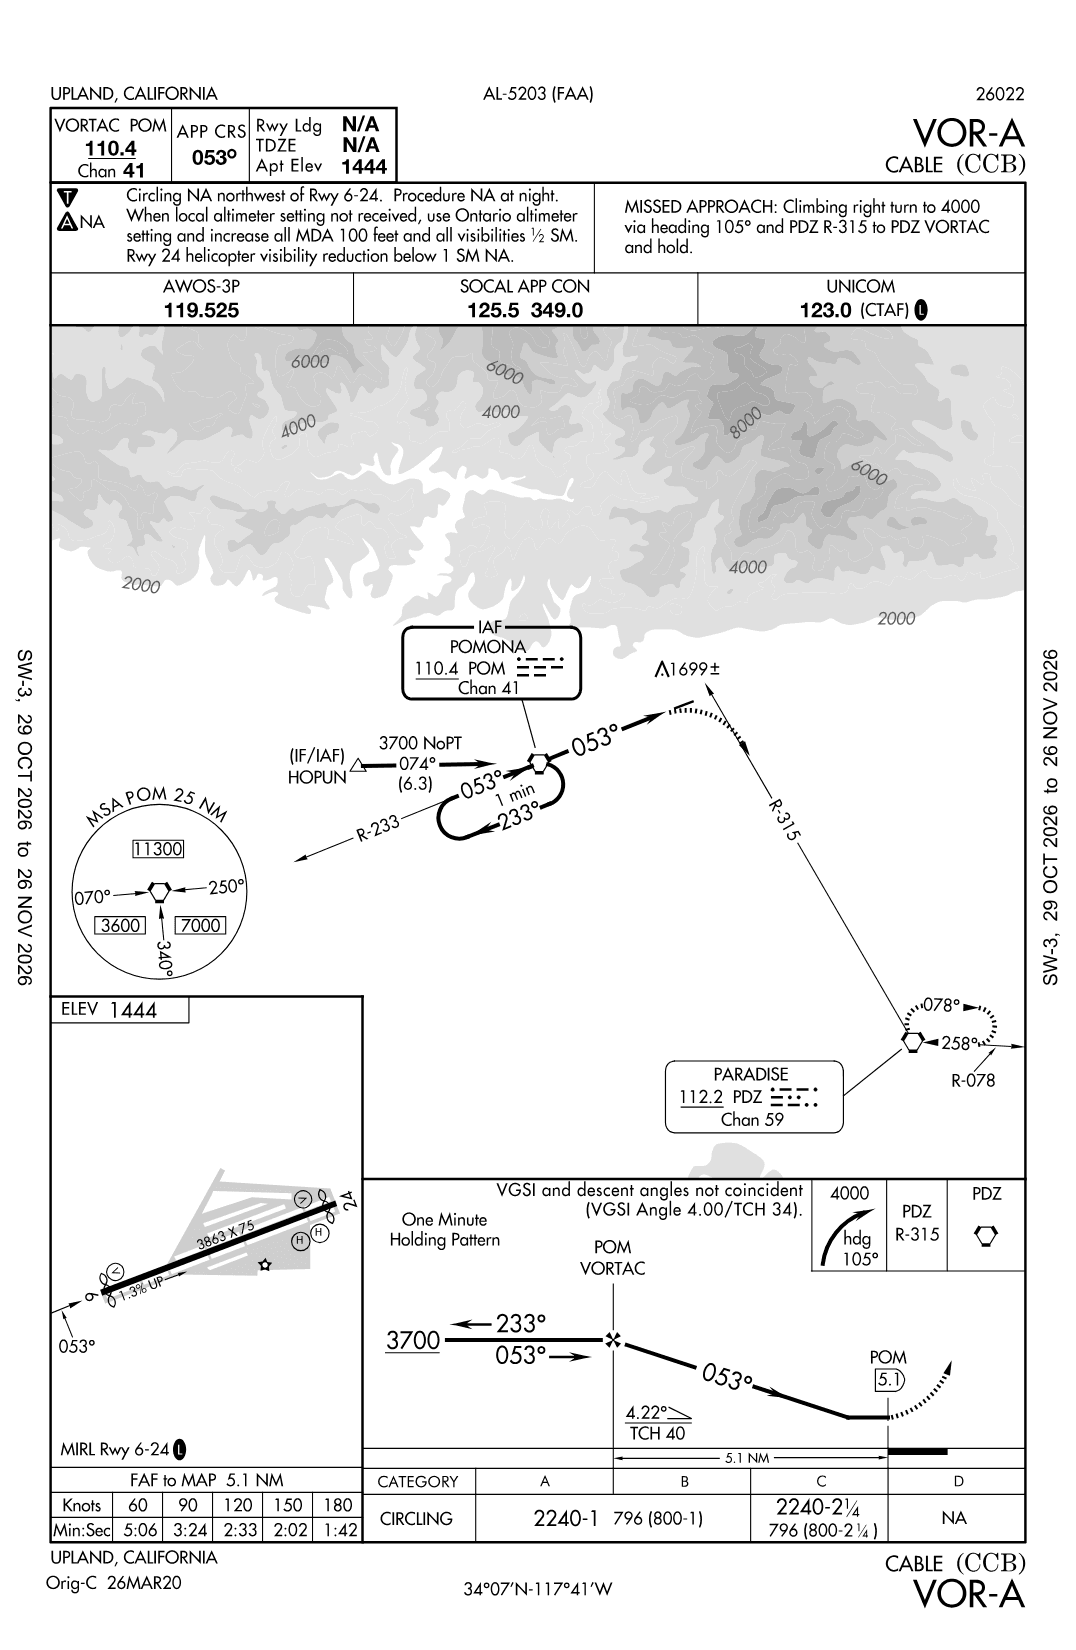 UPLAND, CALIFORNIA
AL-5203 (FAA)
26022
VORTAC POM
110.4
Chan 41
APP CRS
053°
Rwy Ldg N/A
TDZE N/A
Apt Elev 1444
VOR-A
CABLE (CCB)
T
A NA
Circling NA northwest of Rwy 6-24. Procedure NA at night.
When local altimeter setting not received, use Ontario altimeter
setting and increase all MDA 100 feet and all visibilities ½ SM.
Rwy 24 helicopter visibility reduction below 1 SM NA.
MISSED APPROACH: Climbing right turn to 4000
via heading 105° and PDZ R-315 to PDZ VORTAC
and hold.
AWOS-3P
119.525
SOCAL APP CON
125.5 349.0
UNICOM
123.0 (CTAF) L
6000
6000
4000
4000
8000
6000
2000
4000
2000
IAF
POMONA
110.4 POM
Chan 41
1699±
(IF/IAF)
HOPUN
3700 NoPT
074°
(6.3)
053°
053°
1 min
233°
R-233
R-315
MSA POM 25 NM
11300
070°
250°
3600
7000
340°
078°
258°
R-078
PARADISE
112.2 PDZ
Chan 59
SW-3, 29 OCT 2026 to 26 NOV 2026
SW-3, 29 OCT 2026 to 26 NOV 2026
ELEV 1444
3863 X 75
1.3% UP
6
24
V
V
H
H
053°
MIRL Rwy 6-24 L
FAF to MAP 5.1 NM
Knots 60 90 120 150 180
Min:Sec 5:06 3:24 2:33 2:02 1:42
One Minute
Holding Pattern
VGSI and descent angles not coincident
(VGSI Angle 4.00/TCH 34).
POM
VORTAC
4000
hdg
105°
PDZ
R-315
PDZ
3700
233°
053°
053°
POM
5.1
4.22°
TCH 40
5.1 NM
CATEGORY A B C D
CIRCLING 2240-1 796 (800-1) 2240-2¼ 796 (800-2¼) NA
UPLAND, CALIFORNIA
Orig-C 26MAR20
34°07'N-117°41'W
CABLE (CCB)
VOR-A